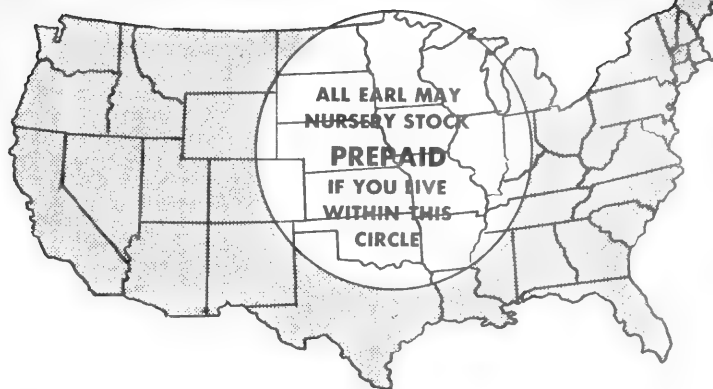 ALL EARL MAY
NURSERY STOCK
PREPAID
IF YOU LIVE
WITHIN THIS
CIRCLE